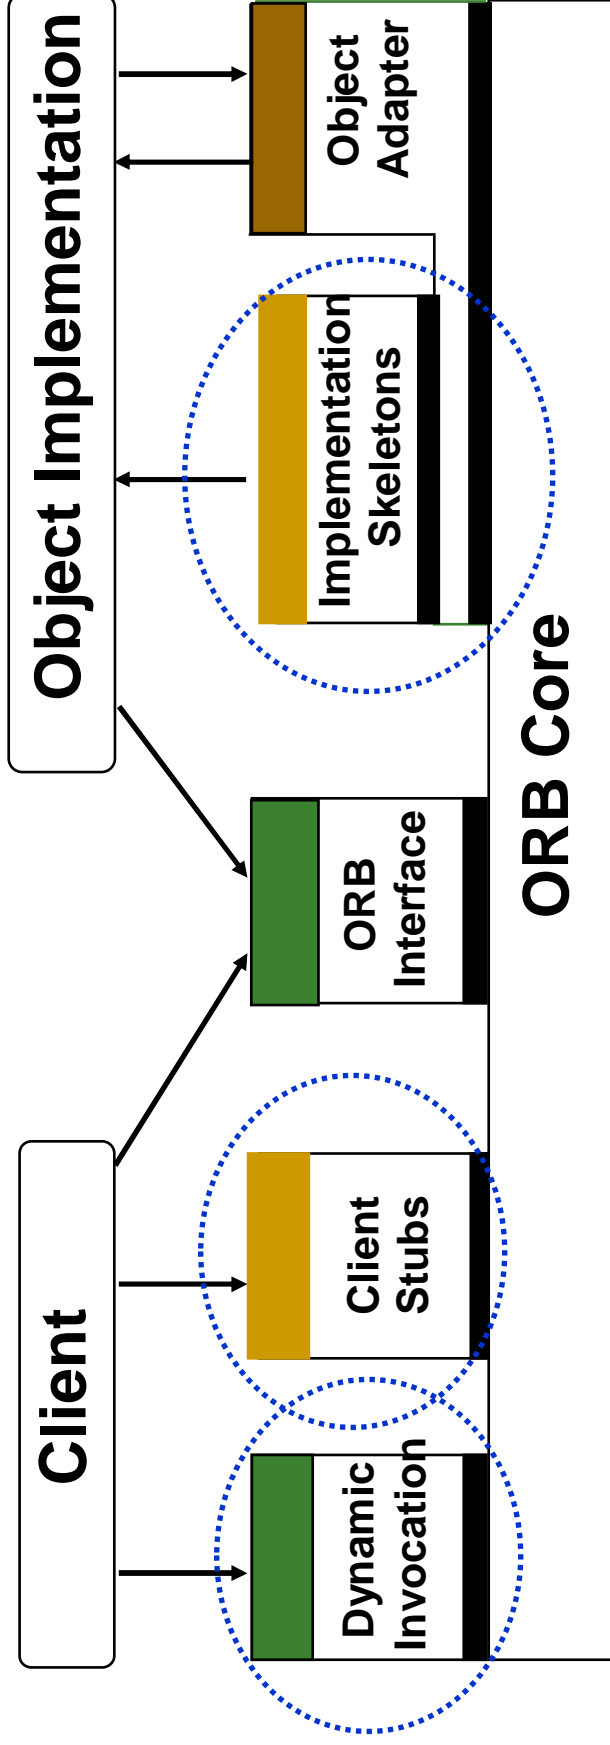 Client
Object Implementation
Dynamic
Invocation
Client
Stubs
ORB
Interface
Implementation
Skeletons
Object
Adapter
ORB Core